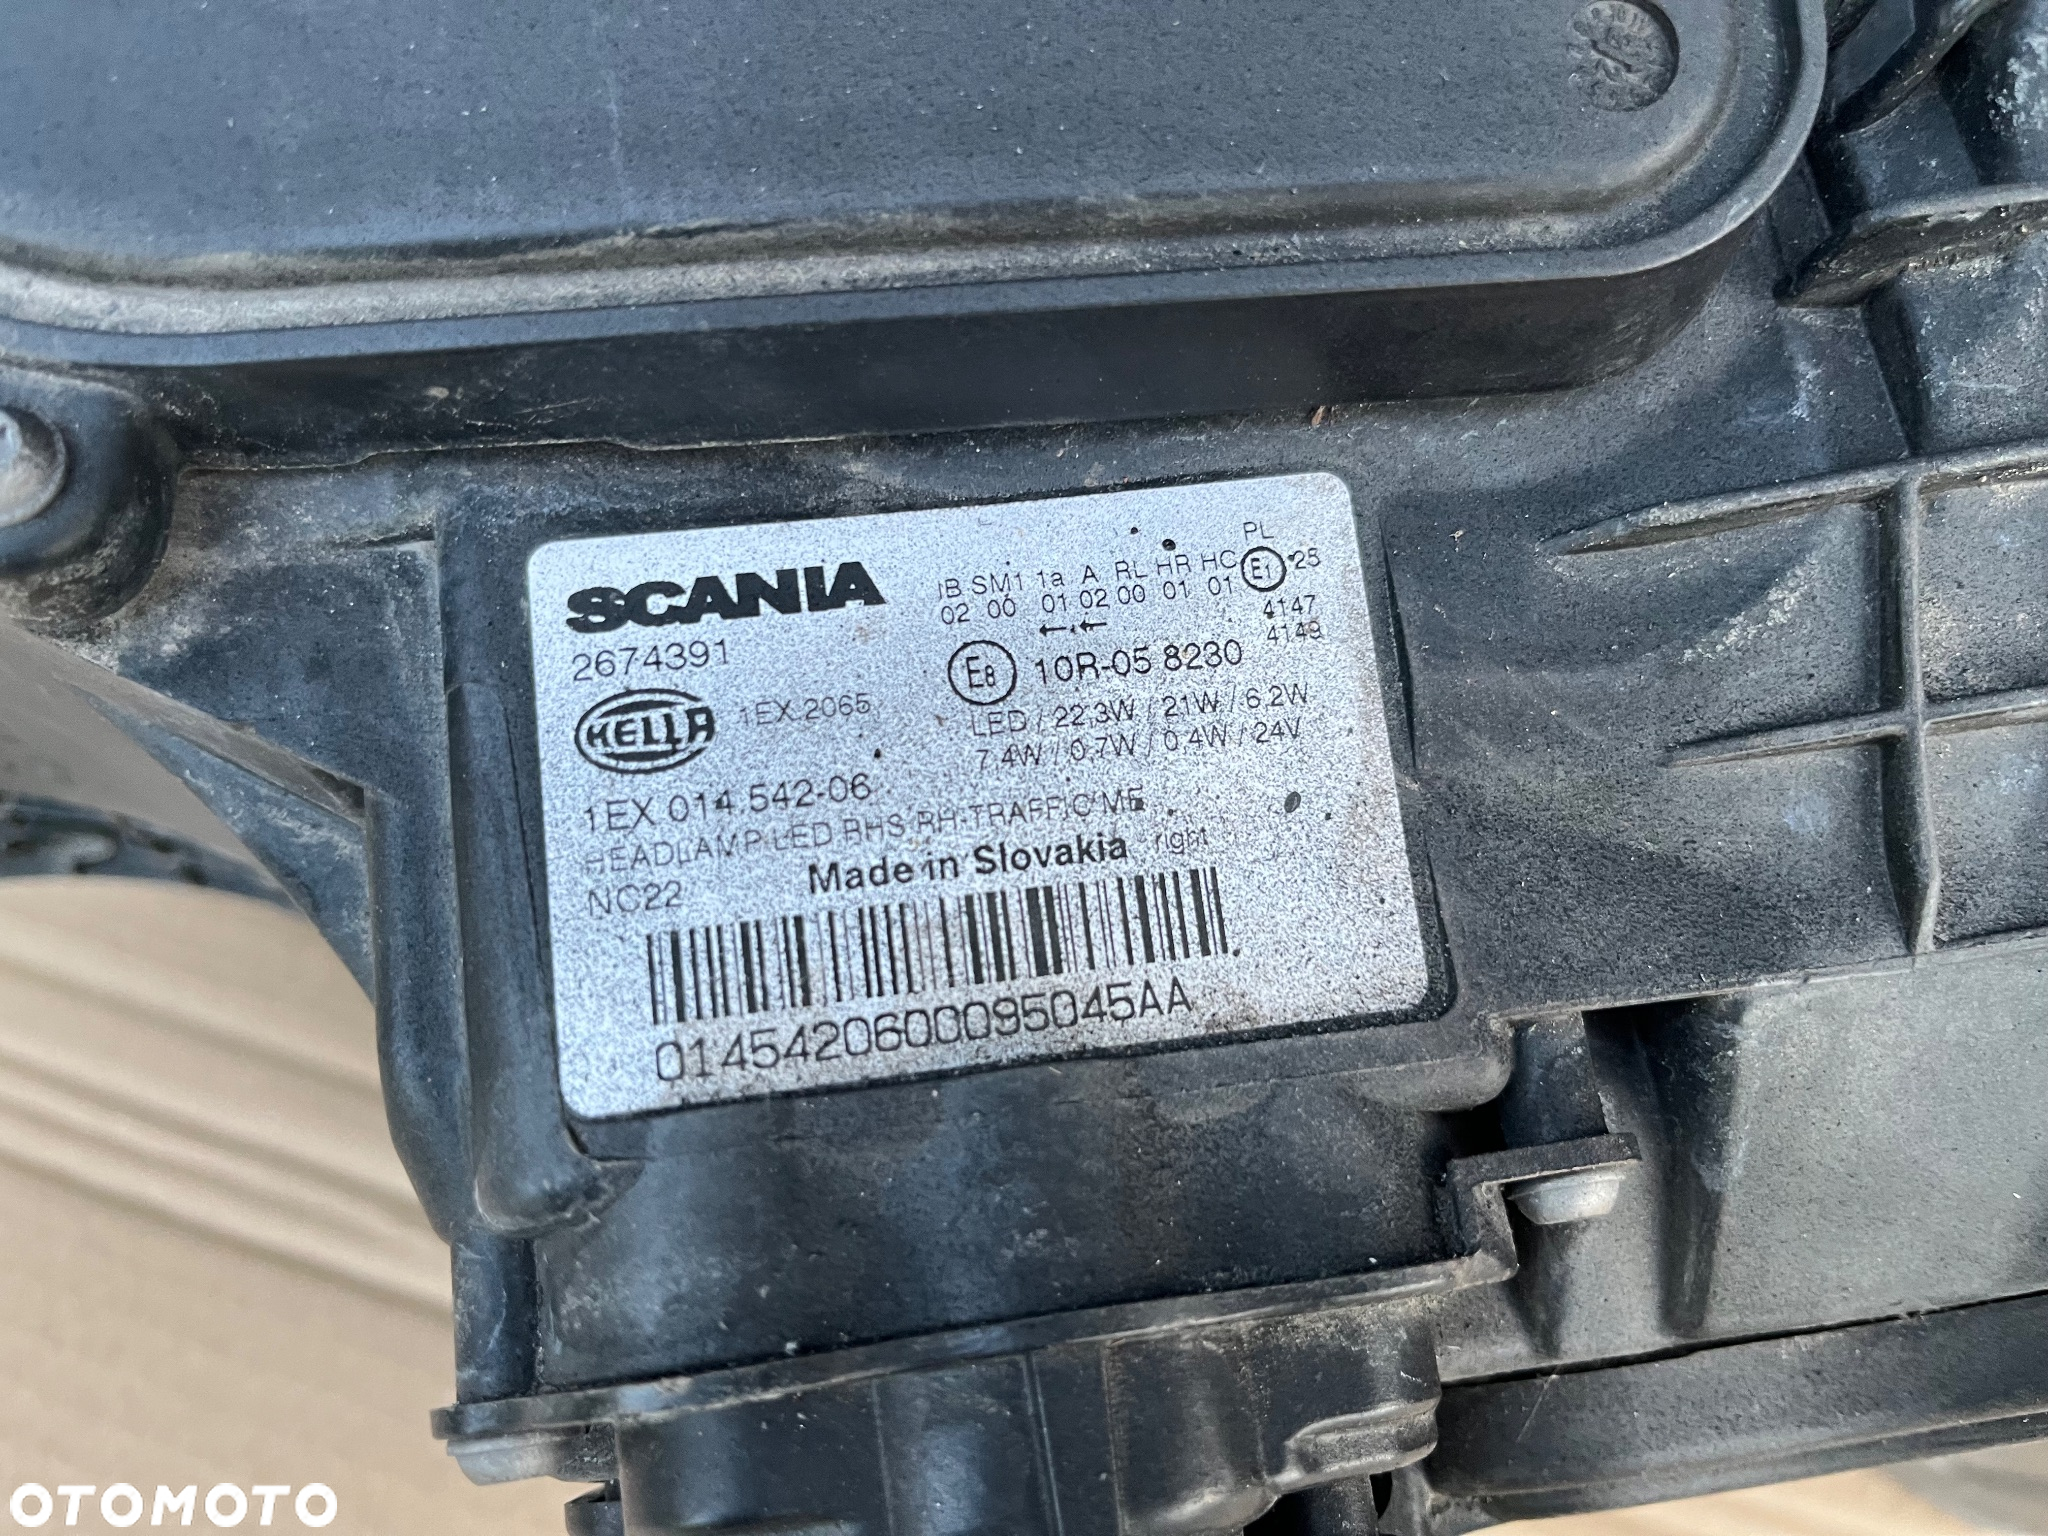 SCANIA
2674391
HELLA 1EX 2065
1EX 014 542-06
HEADLAMP LED RHS RH-TRAFFIC ME
NC22
Made in Slovakia right
PL
IB SM1 1a A RL HR HC E1 25
02 00 01 02 00 01 01
4147
4149
←.←
E8 10R-05 8230
LED / 22.3W / 21W / 6.2W
7.4W / 0.7W / 0.4W / 24V
01454206000095045AA
OTOMOTO